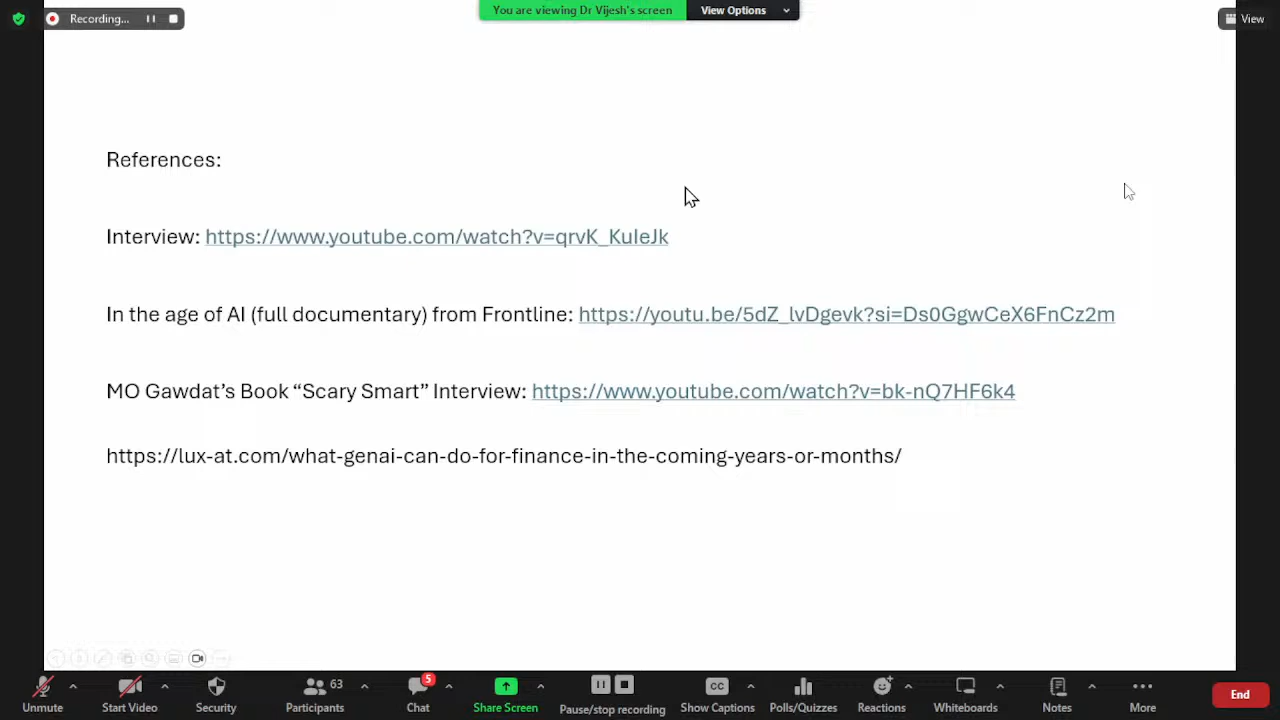 Recording...
You are viewing Dr Vijesh's screen
View Options
View
References:
Interview: https://www.youtube.com/watch?v=qrvK_KuIeJk
In the age of AI (full documentary) from Frontline: https://youtu.be/5dZ_lvDgevk?si=Ds0GgwCeX6FnCz2m
MO Gawdat’s Book “Scary Smart” Interview: https://www.youtube.com/watch?v=bk-nQ7HF6k4
https://lux-at.com/what-genai-can-do-for-finance-in-the-coming-years-or-months/
63
5
CC
Unmute
Start Video
Security
Participants
Chat
Share Screen
Pause/stop recording
Show Captions
Polls/Quizzes
Reactions
Whiteboards
Notes
More
End